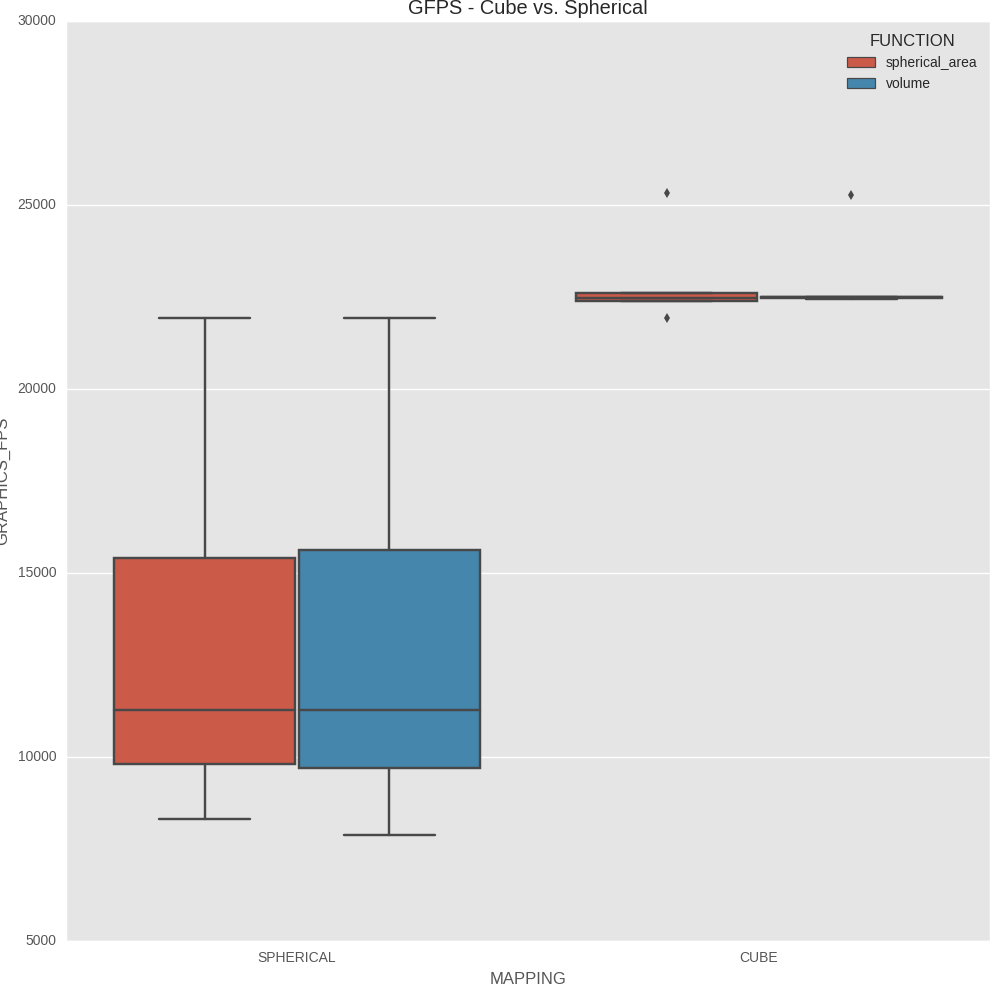 GFPS - Cube vs. Spherical
30000
FUNCTION
spherical_area
volume
25000
20000
GRAPHICS_FPS
15000
10000
5000
SPHERICAL
CUBE
MAPPING